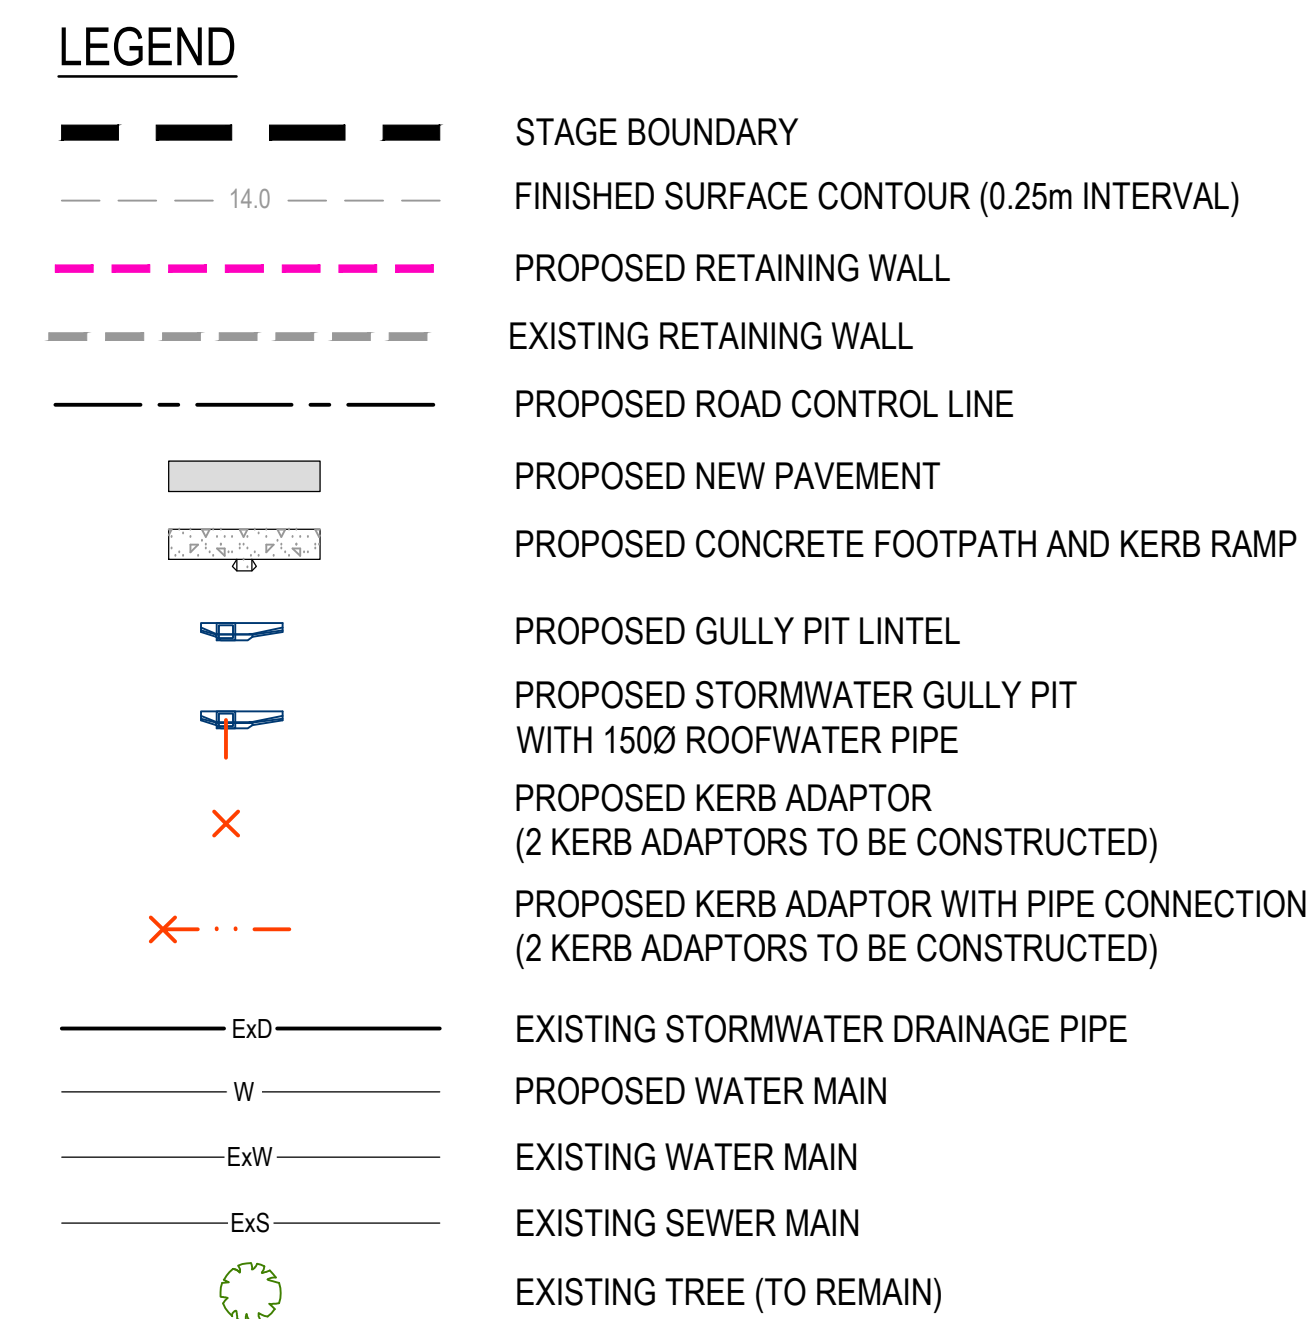 LEGEND
STAGE BOUNDARY
14.0 FINISHED SURFACE CONTOUR (0.25m INTERVAL)
PROPOSED RETAINING WALL
EXISTING RETAINING WALL
PROPOSED ROAD CONTROL LINE
PROPOSED NEW PAVEMENT
PROPOSED CONCRETE FOOTPATH AND KERB RAMP
PROPOSED GULLY PIT LINTEL
PROPOSED STORMWATER GULLY PIT
WITH 150Ø ROOFWATER PIPE
PROPOSED KERB ADAPTOR
(2 KERB ADAPTORS TO BE CONSTRUCTED)
PROPOSED KERB ADAPTOR WITH PIPE CONNECTION
(2 KERB ADAPTORS TO BE CONSTRUCTED)
ExD EXISTING STORMWATER DRAINAGE PIPE
W PROPOSED WATER MAIN
ExW EXISTING WATER MAIN
ExS EXISTING SEWER MAIN
EXISTING TREE (TO REMAIN)